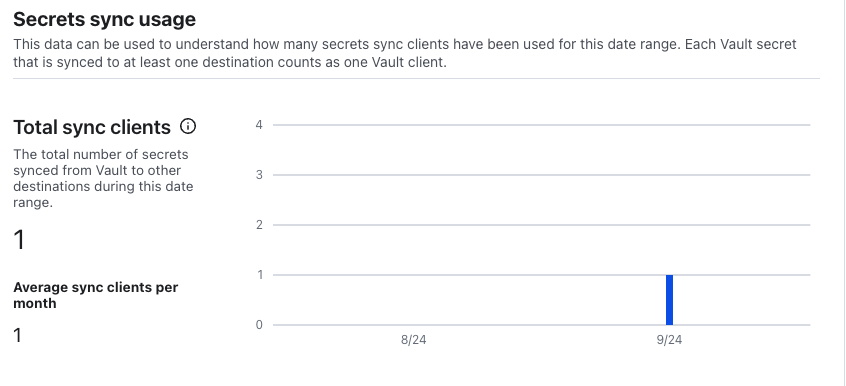 Secrets sync usage
This data can be used to understand how many secrets sync clients have been used for this date range. Each Vault secret
that is synced to at least one destination counts as one Vault client.
Total sync clients
The total number of secrets
synced from Vault to other
destinations during this date
range.
1
Average sync clients per
month
1
4
3
2
1
0
8/24
9/24